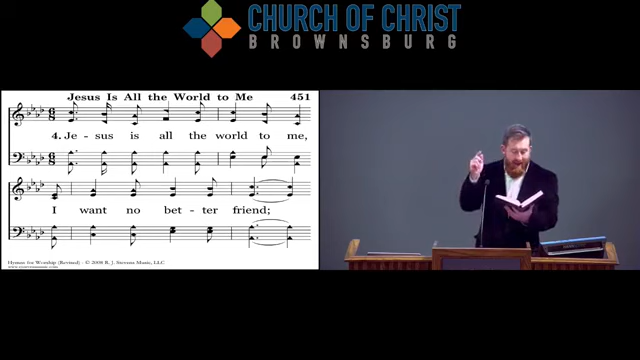 CHURCH OF CHRIST
BROWNSBURG
Jesus Is All the World to Me 451
4. Je - sus is all the world to me,
I want no bet - ter friend;
Hymns for Worship (Revised) - © 2008 R. J. Stevens Music, LLC